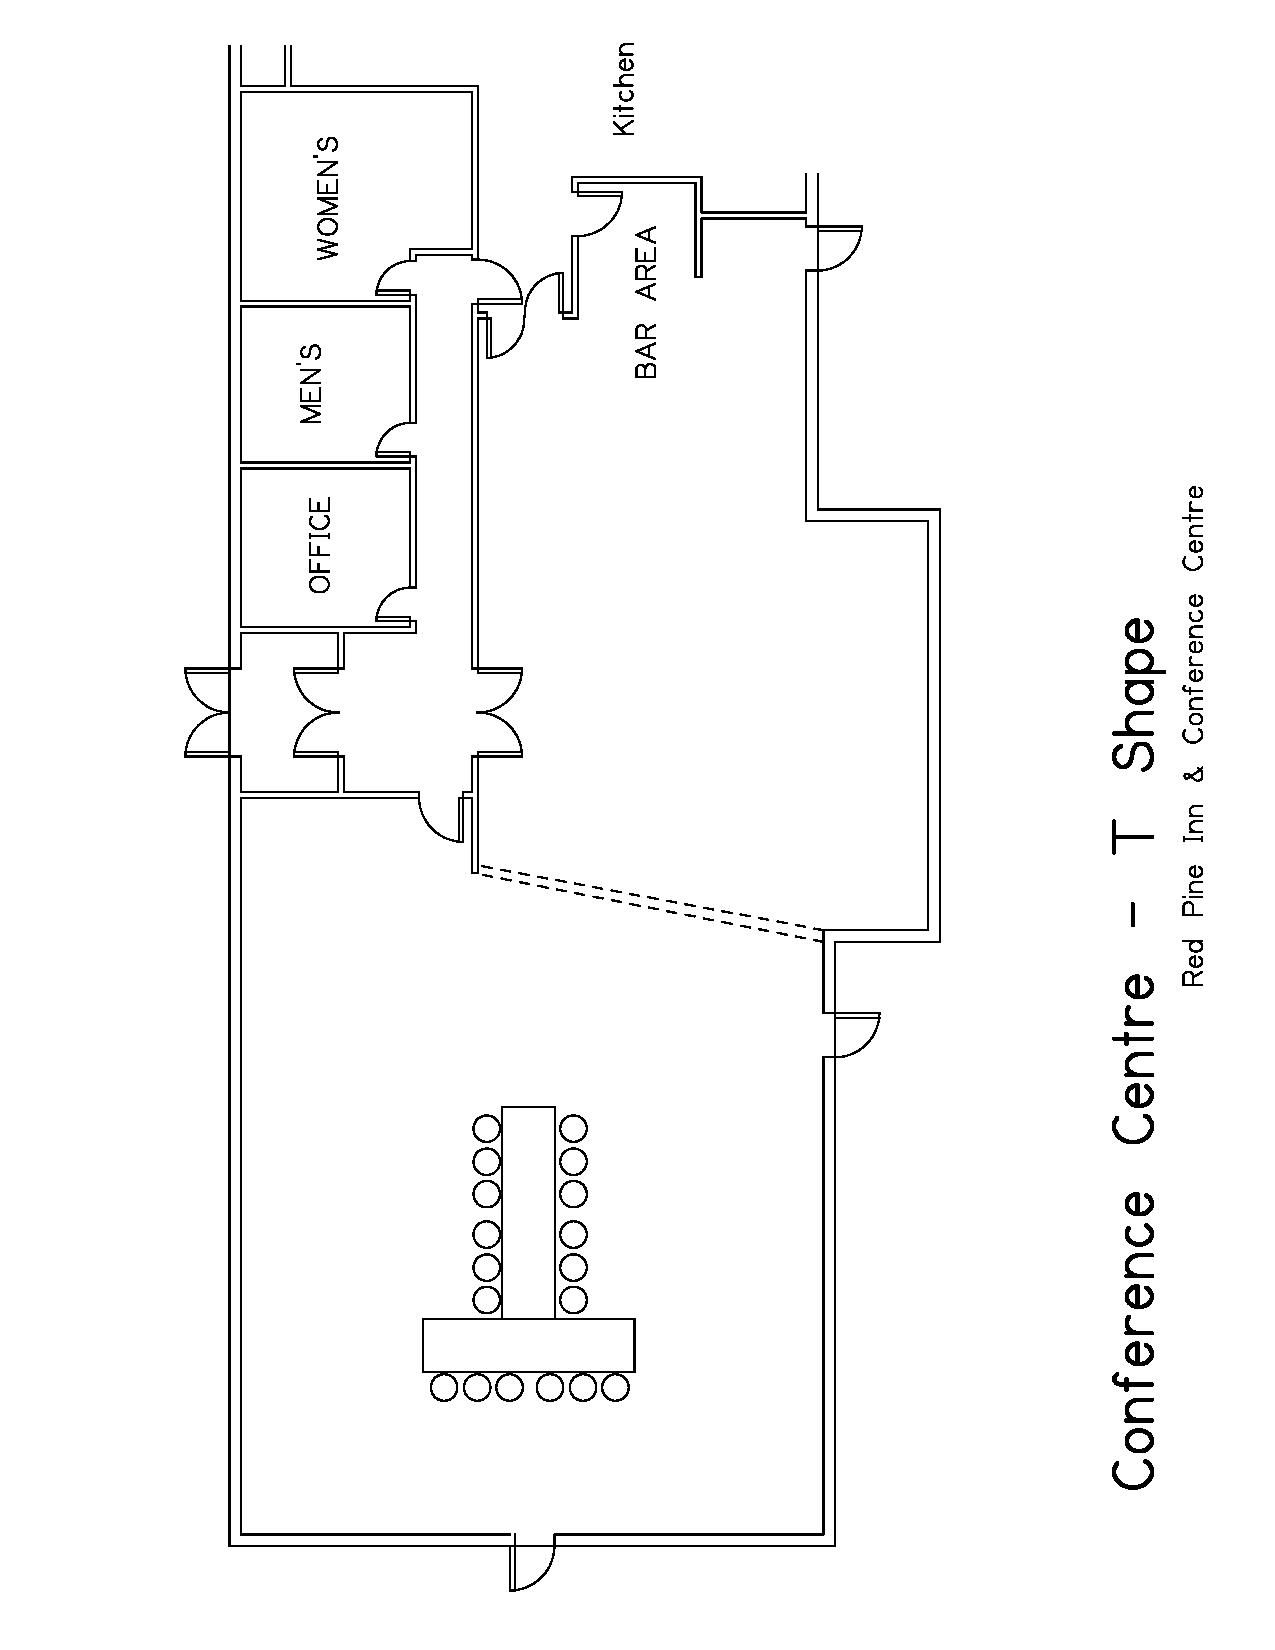 WOMEN'S
MEN'S
OFFICE
Kitchen
BAR AREA
Conference Centre - T Shape
Red Pine Inn & Conference Centre